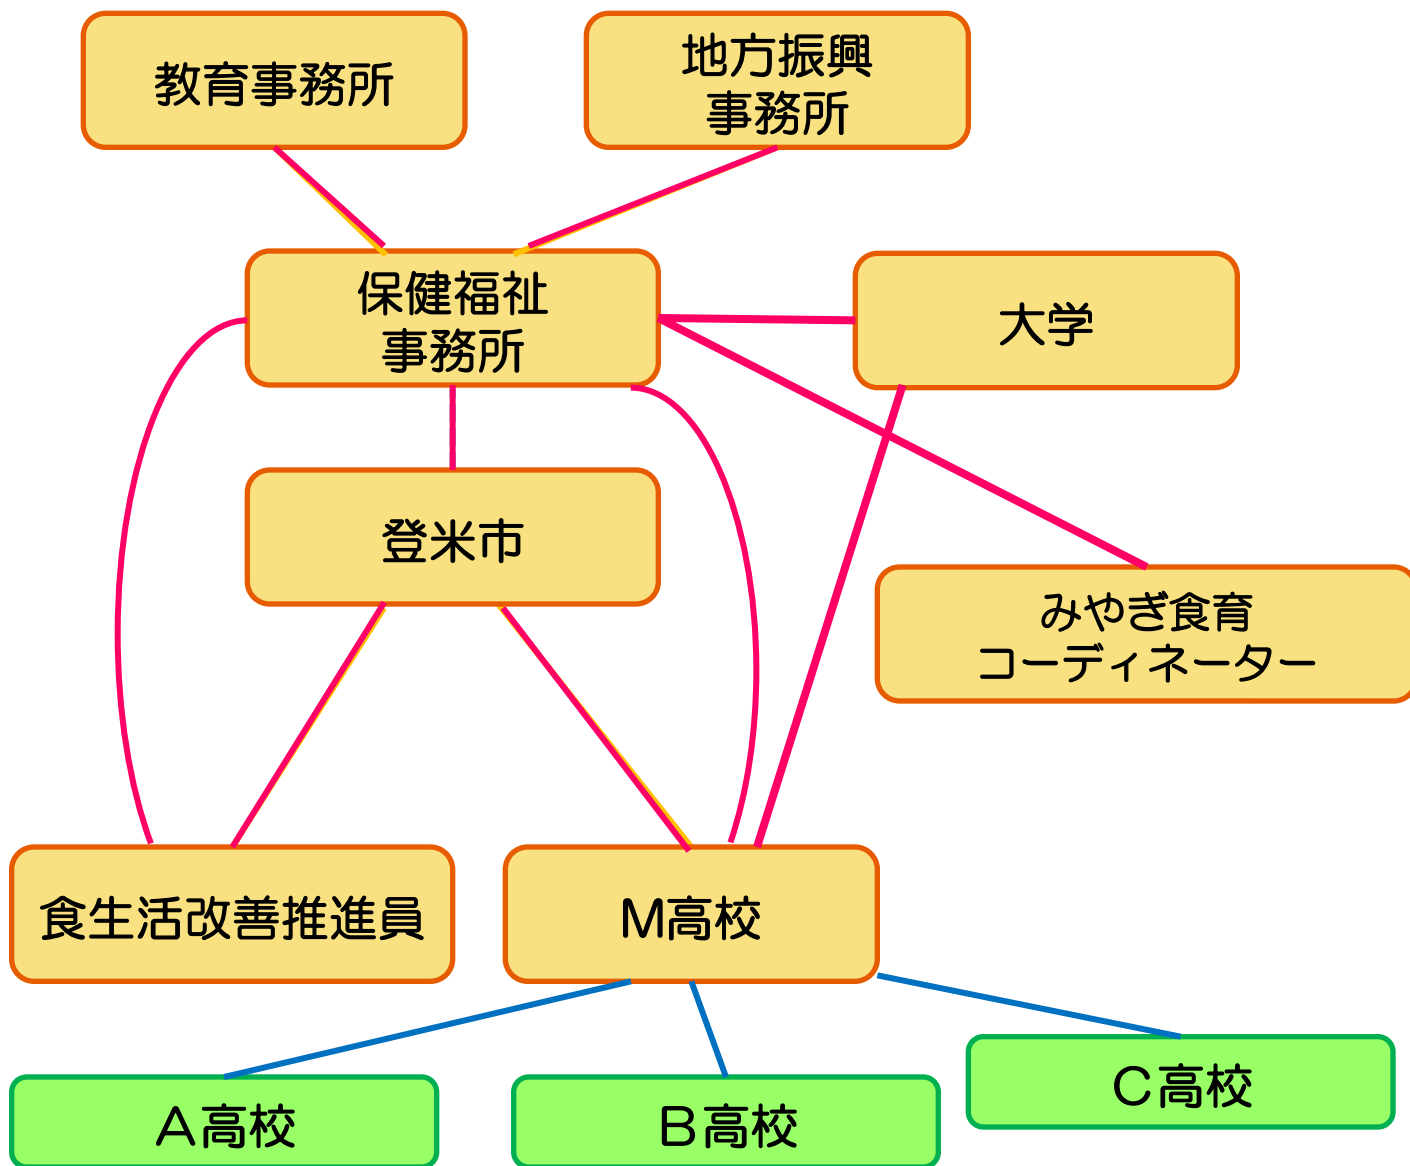 教育事務所
地方振興
事務所
保健福祉
事務所
大学
登米市
みやぎ食育
コーディネーター
食生活改善推進員
M高校
A高校
B高校
C高校